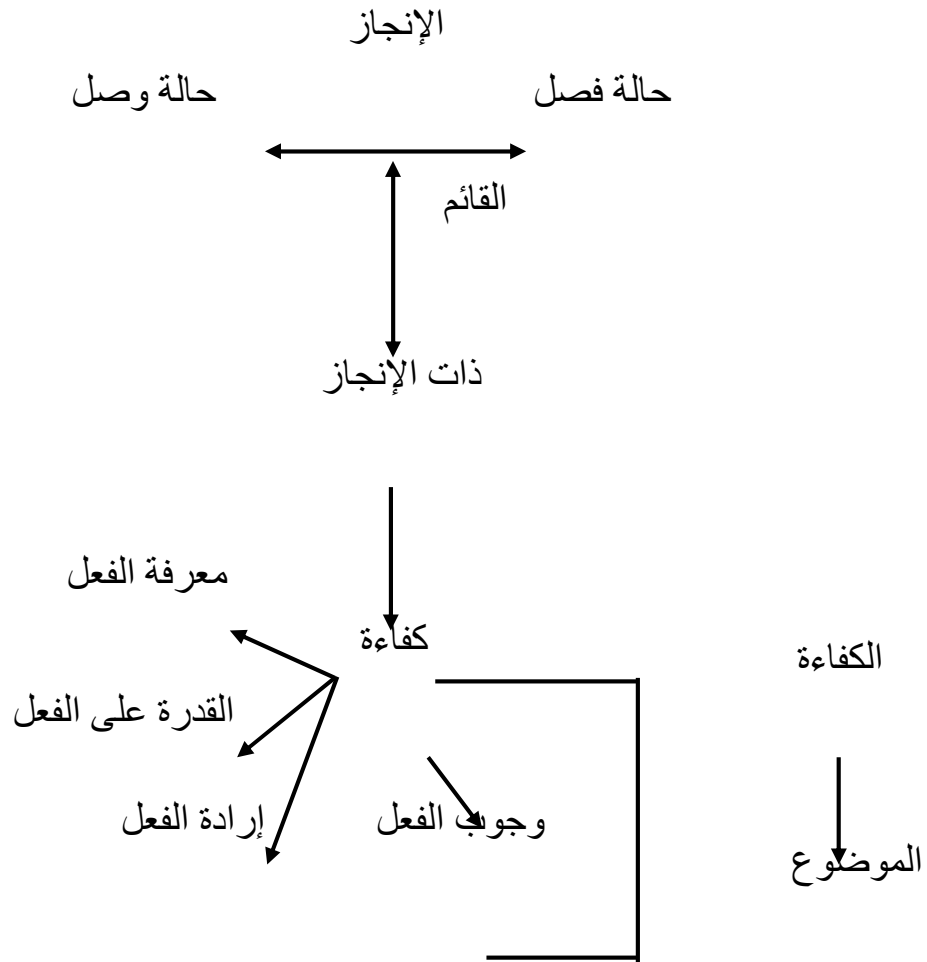 الإنجاز
حالة فصل
حالة وصل
القائم
ذات الإنجاز
معرفة الفعل
كفاءة
الكفاءة
القدرة على الفعل
وجوب الفعل
إرادة الفعل
الموضوع